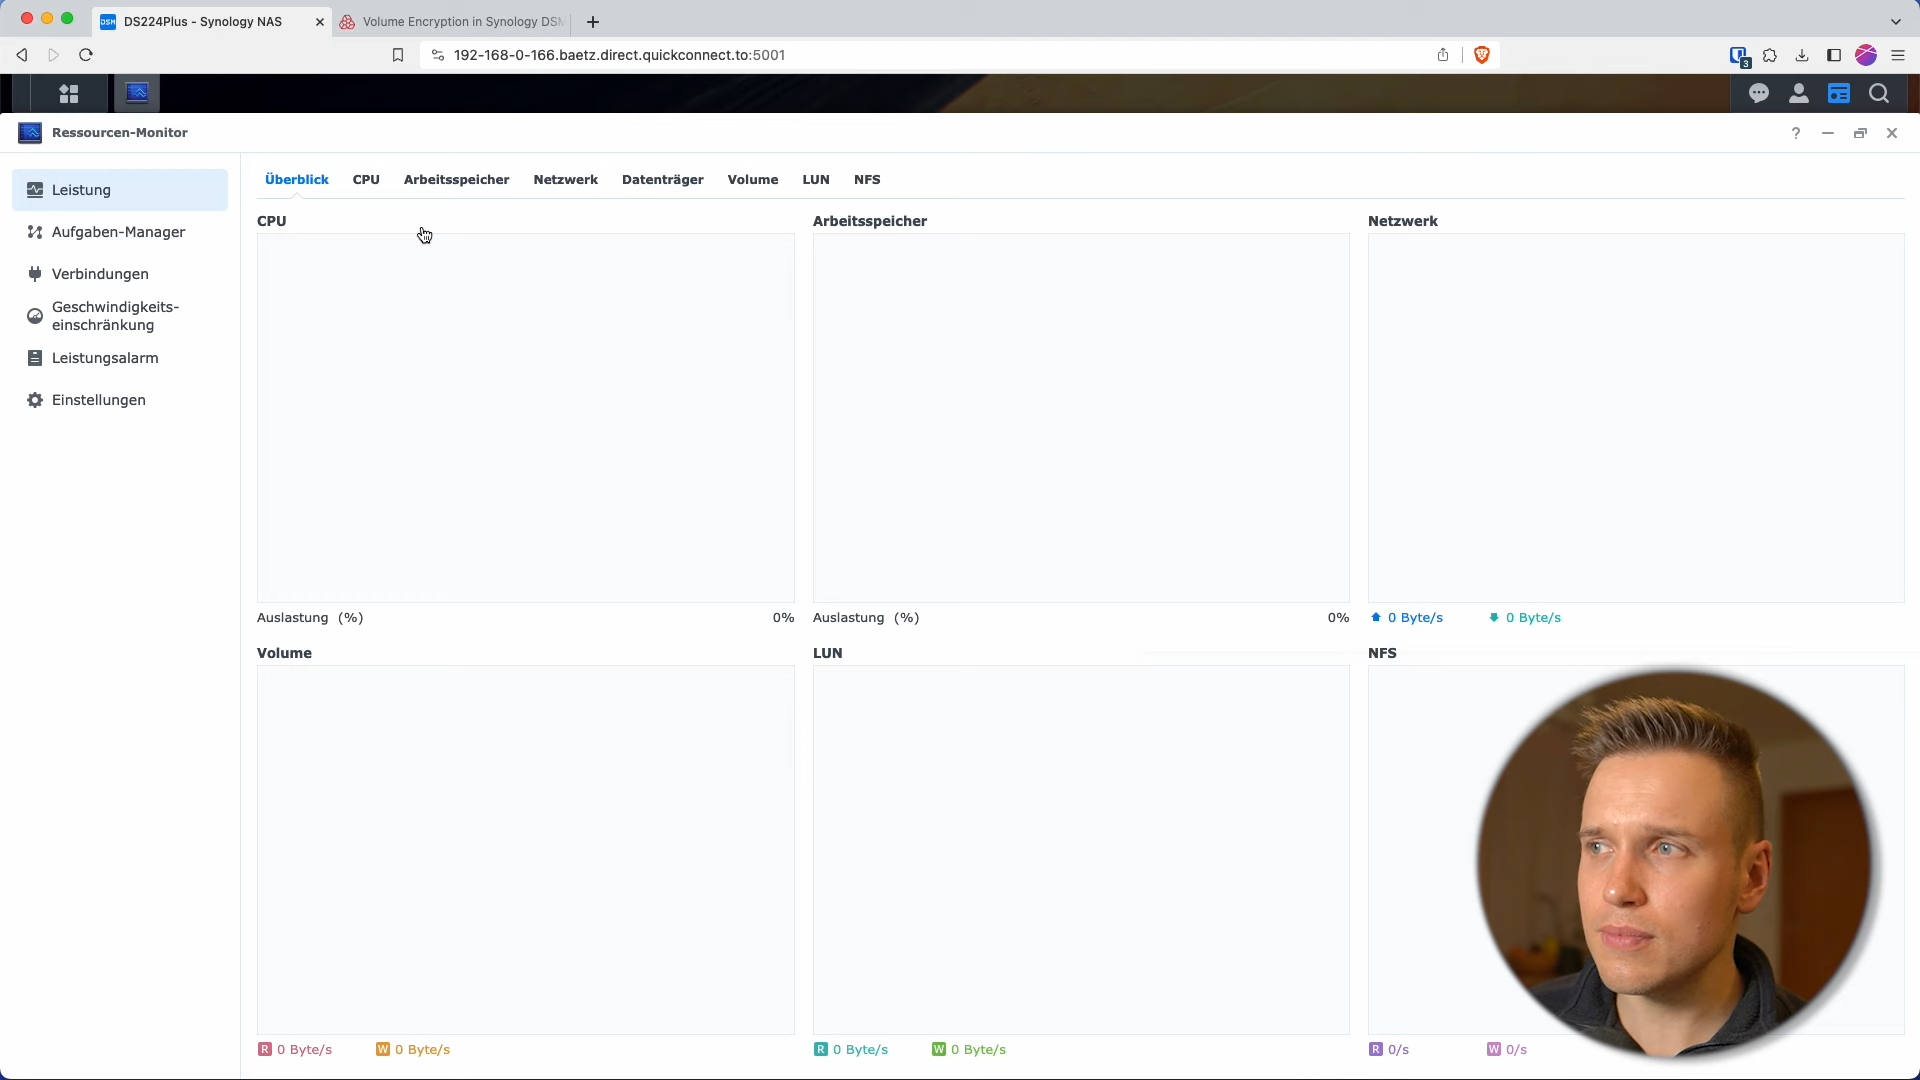 DSM DS224Plus - Synology NAS
Volume Encryption in Synology DSM
192-168-0-166.baetz.direct.quickconnect.to:5001
3
Ressourcen-Monitor
?
Leistung
Aufgaben-Manager
Verbindungen
Geschwindigkeits-
einschränkung
Leistungsalarm
Einstellungen
Überblick CPU Arbeitsspeicher Netzwerk Datenträger Volume LUN NFS
CPU
Auslastung (%) 0%
Arbeitsspeicher
Auslastung (%) 0%
Netzwerk
0 Byte/s 0 Byte/s
Volume
R 0 Byte/s W 0 Byte/s
LUN
R 0 Byte/s W 0 Byte/s
NFS
R 0/s W 0/s